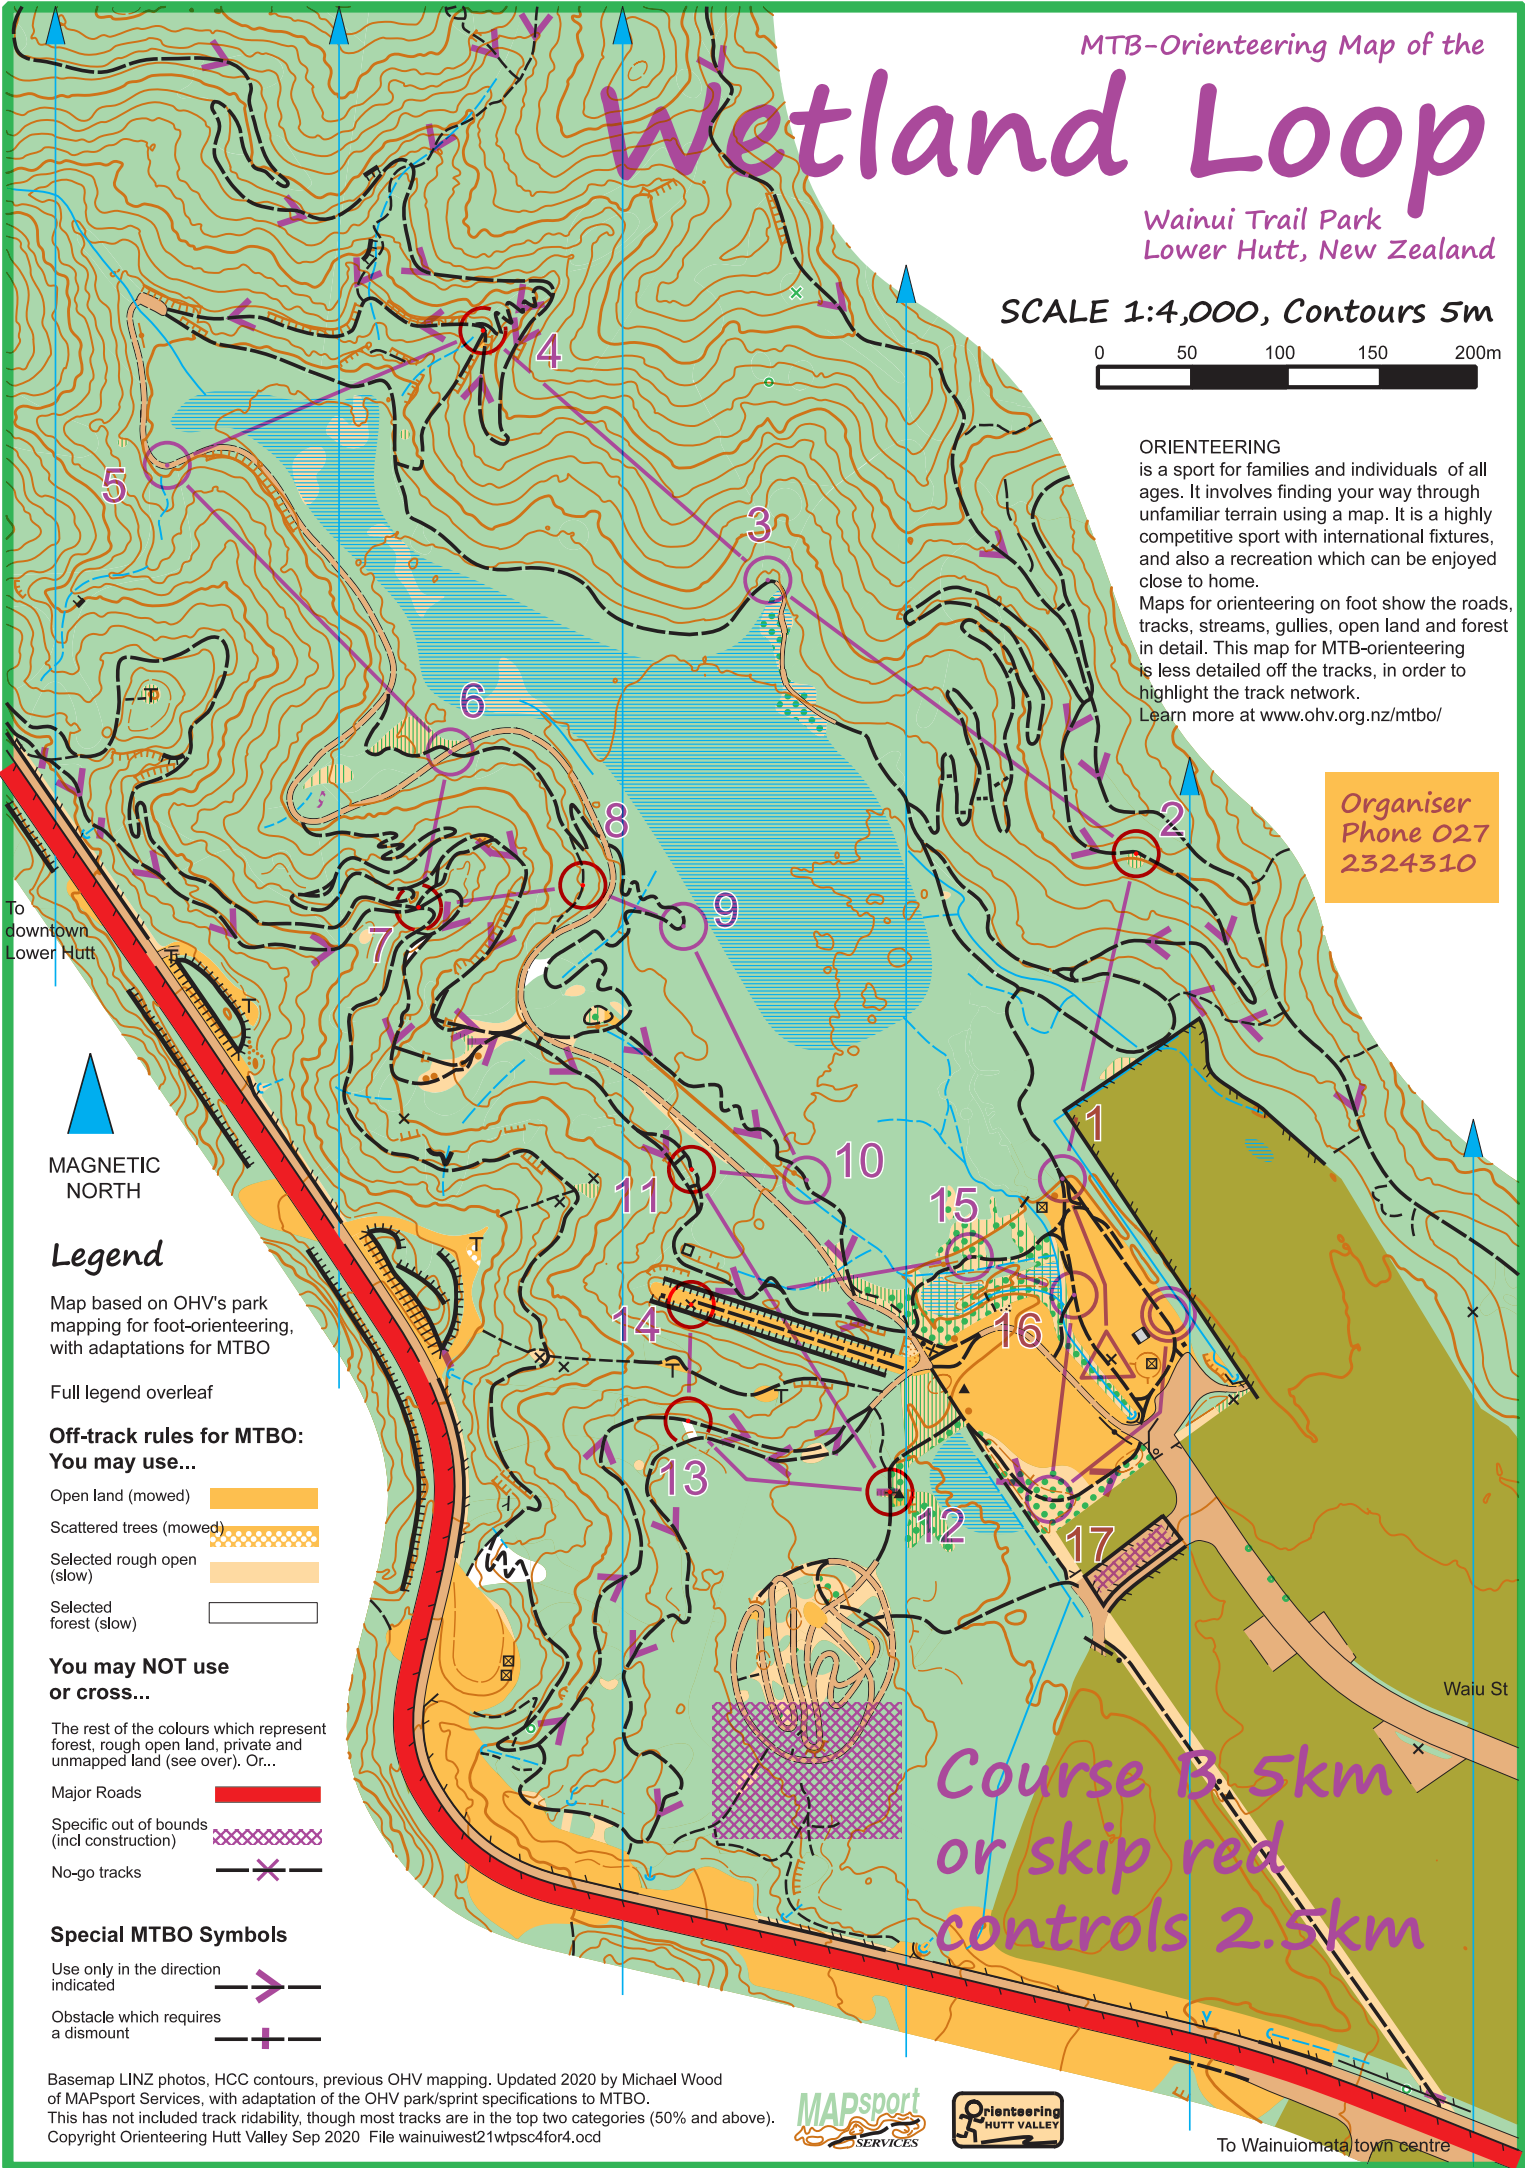 MTB-Orienteering Map of the
Wetland Loop
Wainui Trail Park
Lower Hutt, New Zealand
SCALE 1:4,000, Contours 5m
0 50 100 150 200m
ORIENTEERING
is a sport for families and individuals of all
ages. It involves finding your way through
unfamiliar terrain using a map. It is a highly
competitive sport with international fixtures,
and also a recreation which can be enjoyed
close to home.
Maps for orienteering on foot show the roads,
tracks, streams, gullies, open land and forest
in detail. This map for MTB-orienteering
is less detailed off the tracks, in order to
highlight the track network.
Learn more at www.ohv.org.nz/mtbo/
Organiser
Phone 027
2324310
4
5
3
6
2
8
9
7
1
10
11
15
14
16
13
12
17
To
downtown
Lower Hutt
MAGNETIC
NORTH
Legend
Map based on OHV's park
mapping for foot-orienteering,
with adaptations for MTBO
Full legend overleaf
Off-track rules for MTBO:
You may use...
Open land (mowed)
Scattered trees (mowed)
Selected rough open
(slow)
Selected
forest (slow)
You may NOT use
or cross...
The rest of the colours which represent
forest, rough open land, private and
unmapped land (see over). Or...
Major Roads
Specific out of bounds
(incl construction)
No-go tracks
Special MTBO Symbols
Use only in the direction
indicated
Obstacle which requires
a dismount
Waiu St
Course B 5km
or skip red
controls 2.5km
Basemap LINZ photos, HCC contours, previous OHV mapping. Updated 2020 by Michael Wood
of MAPsport Services, with adaptation of the OHV park/sprint specifications to MTBO.
This has not included track ridability, though most tracks are in the top two categories (50% and above).
Copyright Orienteering Hutt Valley Sep 2020 File wainuiwest21wtpsc4for4.ocd
MAPsport
SERVICES
Orienteering
HUTT VALLEY
To Wainuiomata town centre